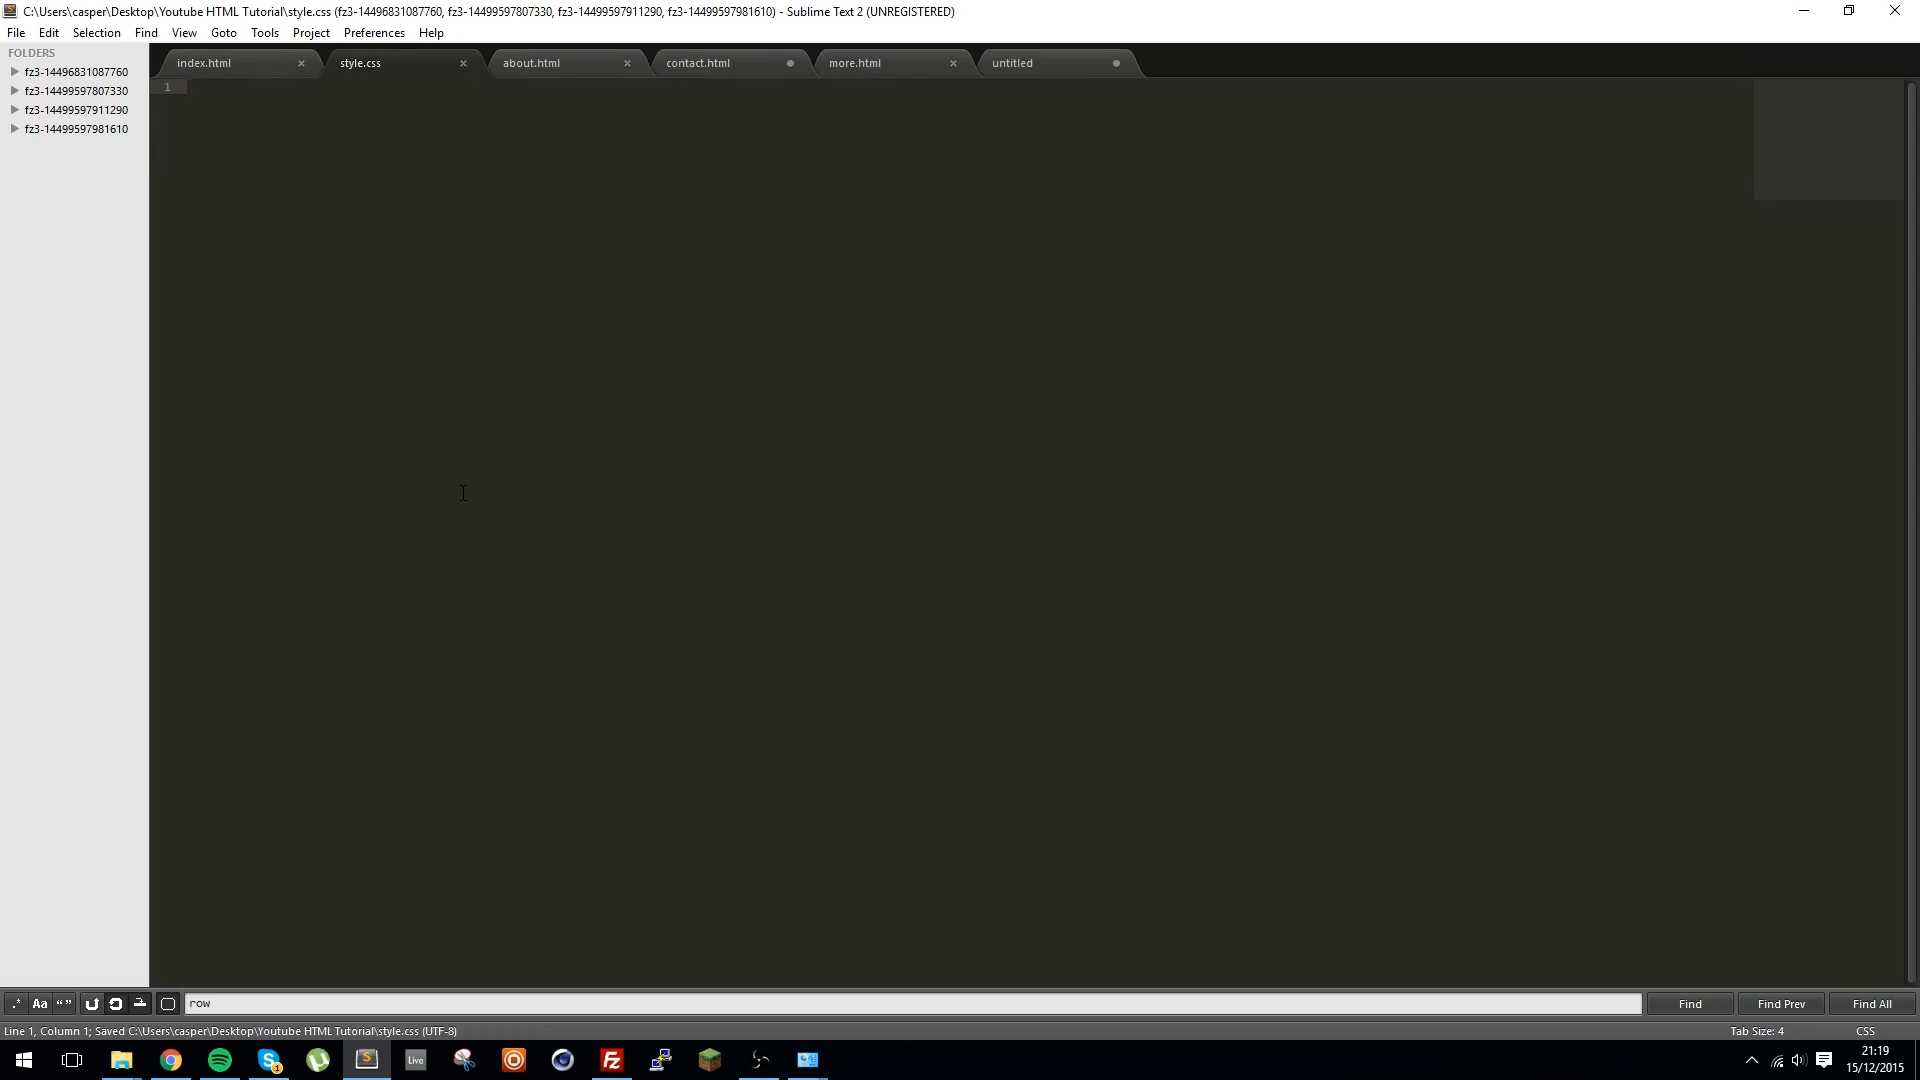 C:\Users\casper\Desktop\Youtube HTML Tutorial\style.css (fz3-14496831087760, fz3-14499597807330, fz3-14499597911290, fz3-14499597981610) - Sublime Text 2 (UNREGISTERED)
File Edit Selection Find View Goto Tools Project Preferences Help
FOLDERS
index.html style.css about.html contact.html more.html untitled
fz3-14496831087760
fz3-14499597807330
fz3-14499597911290
fz3-14499597981610
1
.* Aa “” row Find Find Prev Find All
Line 1, Column 1; Saved C:\Users\casper\Desktop\Youtube HTML Tutorial\style.css (UTF-8) Tab Size: 4 CSS
S 1 S Live Fz
21:19
15/12/2015